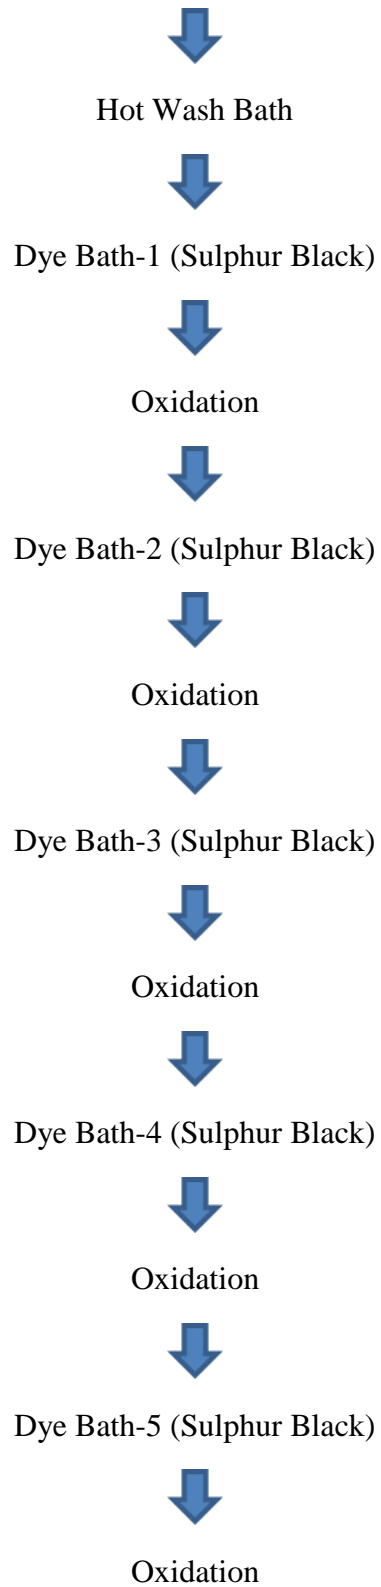 Hot Wash Bath
Dye Bath-1 (Sulphur Black)
Oxidation
Dye Bath-2 (Sulphur Black)
Oxidation
Dye Bath-3 (Sulphur Black)
Oxidation
Dye Bath-4 (Sulphur Black)
Oxidation
Dye Bath-5 (Sulphur Black)
Oxidation